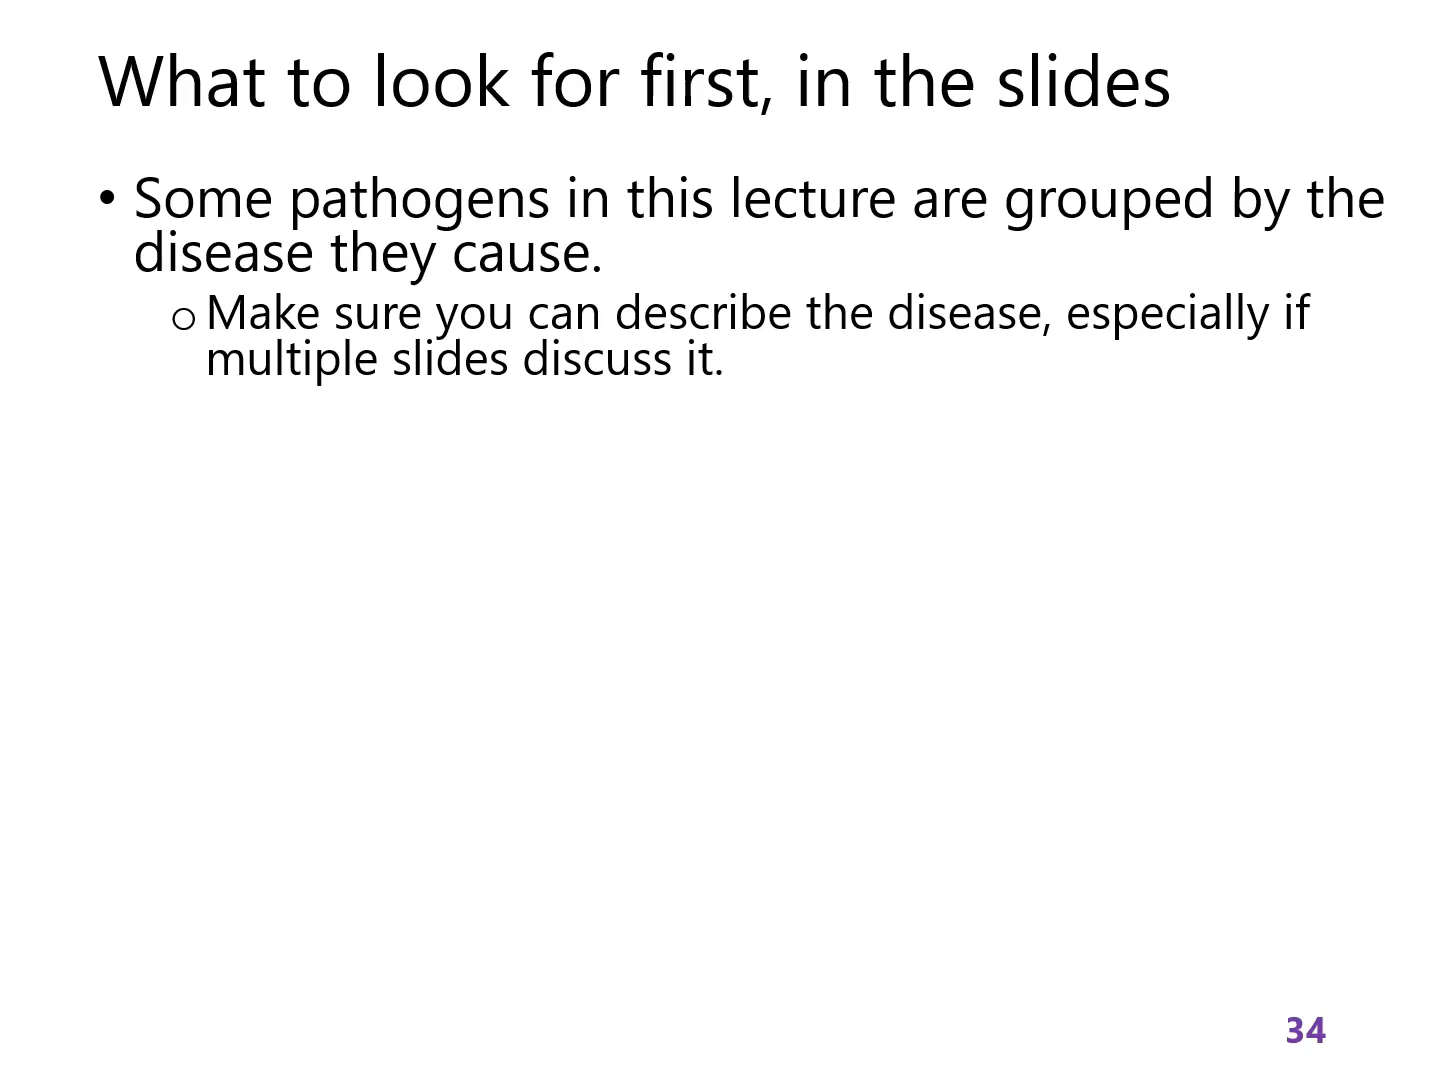 What to look for first, in the slides
• Some pathogens in this lecture are grouped by the
disease they cause.
o Make sure you can describe the disease, especially if
multiple slides discuss it.
34